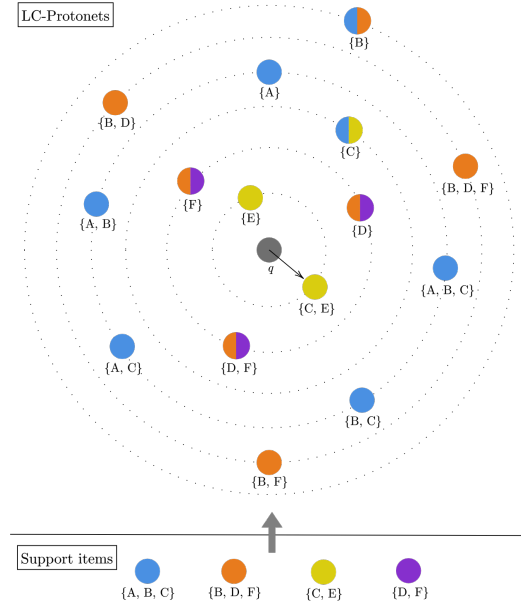 LC-Protonets
{B}
{A}
{B, D}
{C}
{B, D, F}
{F}
{E}
{A, B}
{D}
q
{A, B, C}
{C, E}
{A, C}
{D, F}
{B, C}
{B, F}
Support items
{A, B, C}
{B, D, F}
{C, E}
{D, F}